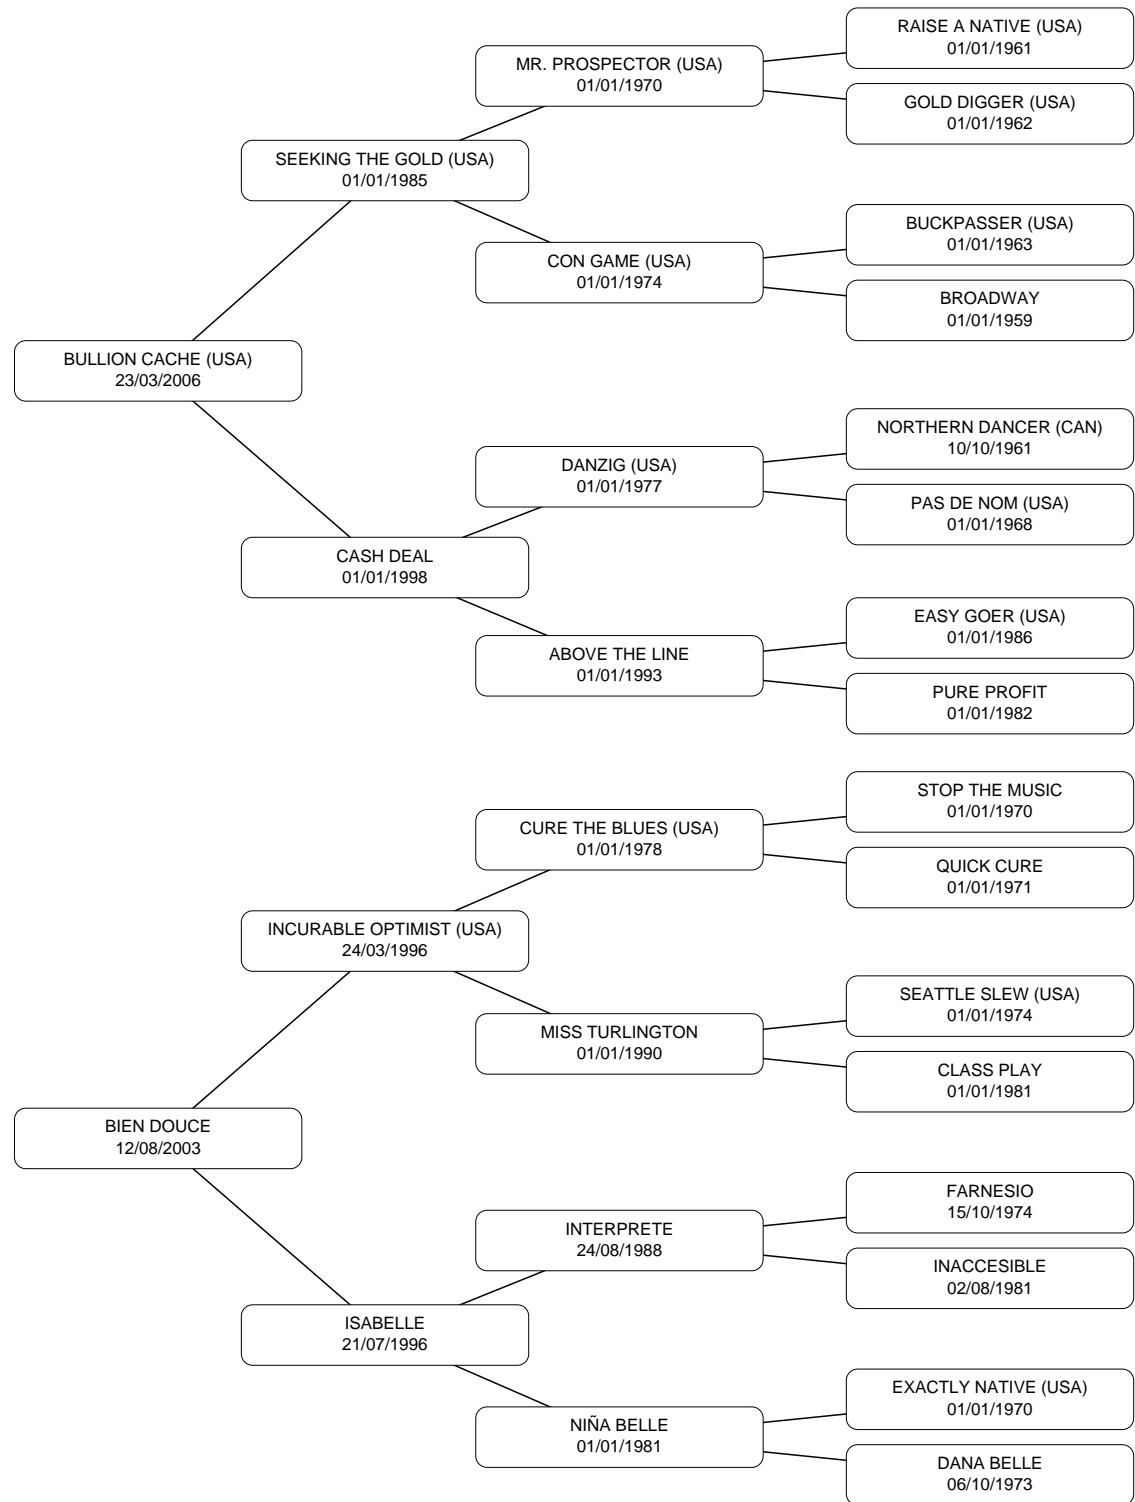 RAISE A NATIVE (USA)
01/01/1961
MR. PROSPECTOR (USA)
01/01/1970
GOLD DIGGER (USA)
01/01/1962
SEEKING THE GOLD (USA)
01/01/1985
BUCKPASSER (USA)
01/01/1963
CON GAME (USA)
01/01/1974
BROADWAY
01/01/1959
BULLION CACHE (USA)
23/03/2006
NORTHERN DANCER (CAN)
10/10/1961
DANZIG (USA)
01/01/1977
PAS DE NOM (USA)
01/01/1968
CASH DEAL
01/01/1998
EASY GOER (USA)
01/01/1986
ABOVE THE LINE
01/01/1993
PURE PROFIT
01/01/1982
STOP THE MUSIC
01/01/1970
CURE THE BLUES (USA)
01/01/1978
QUICK CURE
01/01/1971
INCURABLE OPTIMIST (USA)
24/03/1996
SEATTLE SLEW (USA)
01/01/1974
MISS TURLINGTON
01/01/1990
CLASS PLAY
01/01/1981
BIEN DOUCE
12/08/2003
FARNESIO
15/10/1974
INTERPRETE
24/08/1988
INACCESIBLE
02/08/1981
ISABELLE
21/07/1996
EXACTLY NATIVE (USA)
01/01/1970
NIÑA BELLE
01/01/1981
DANA BELLE
06/10/1973